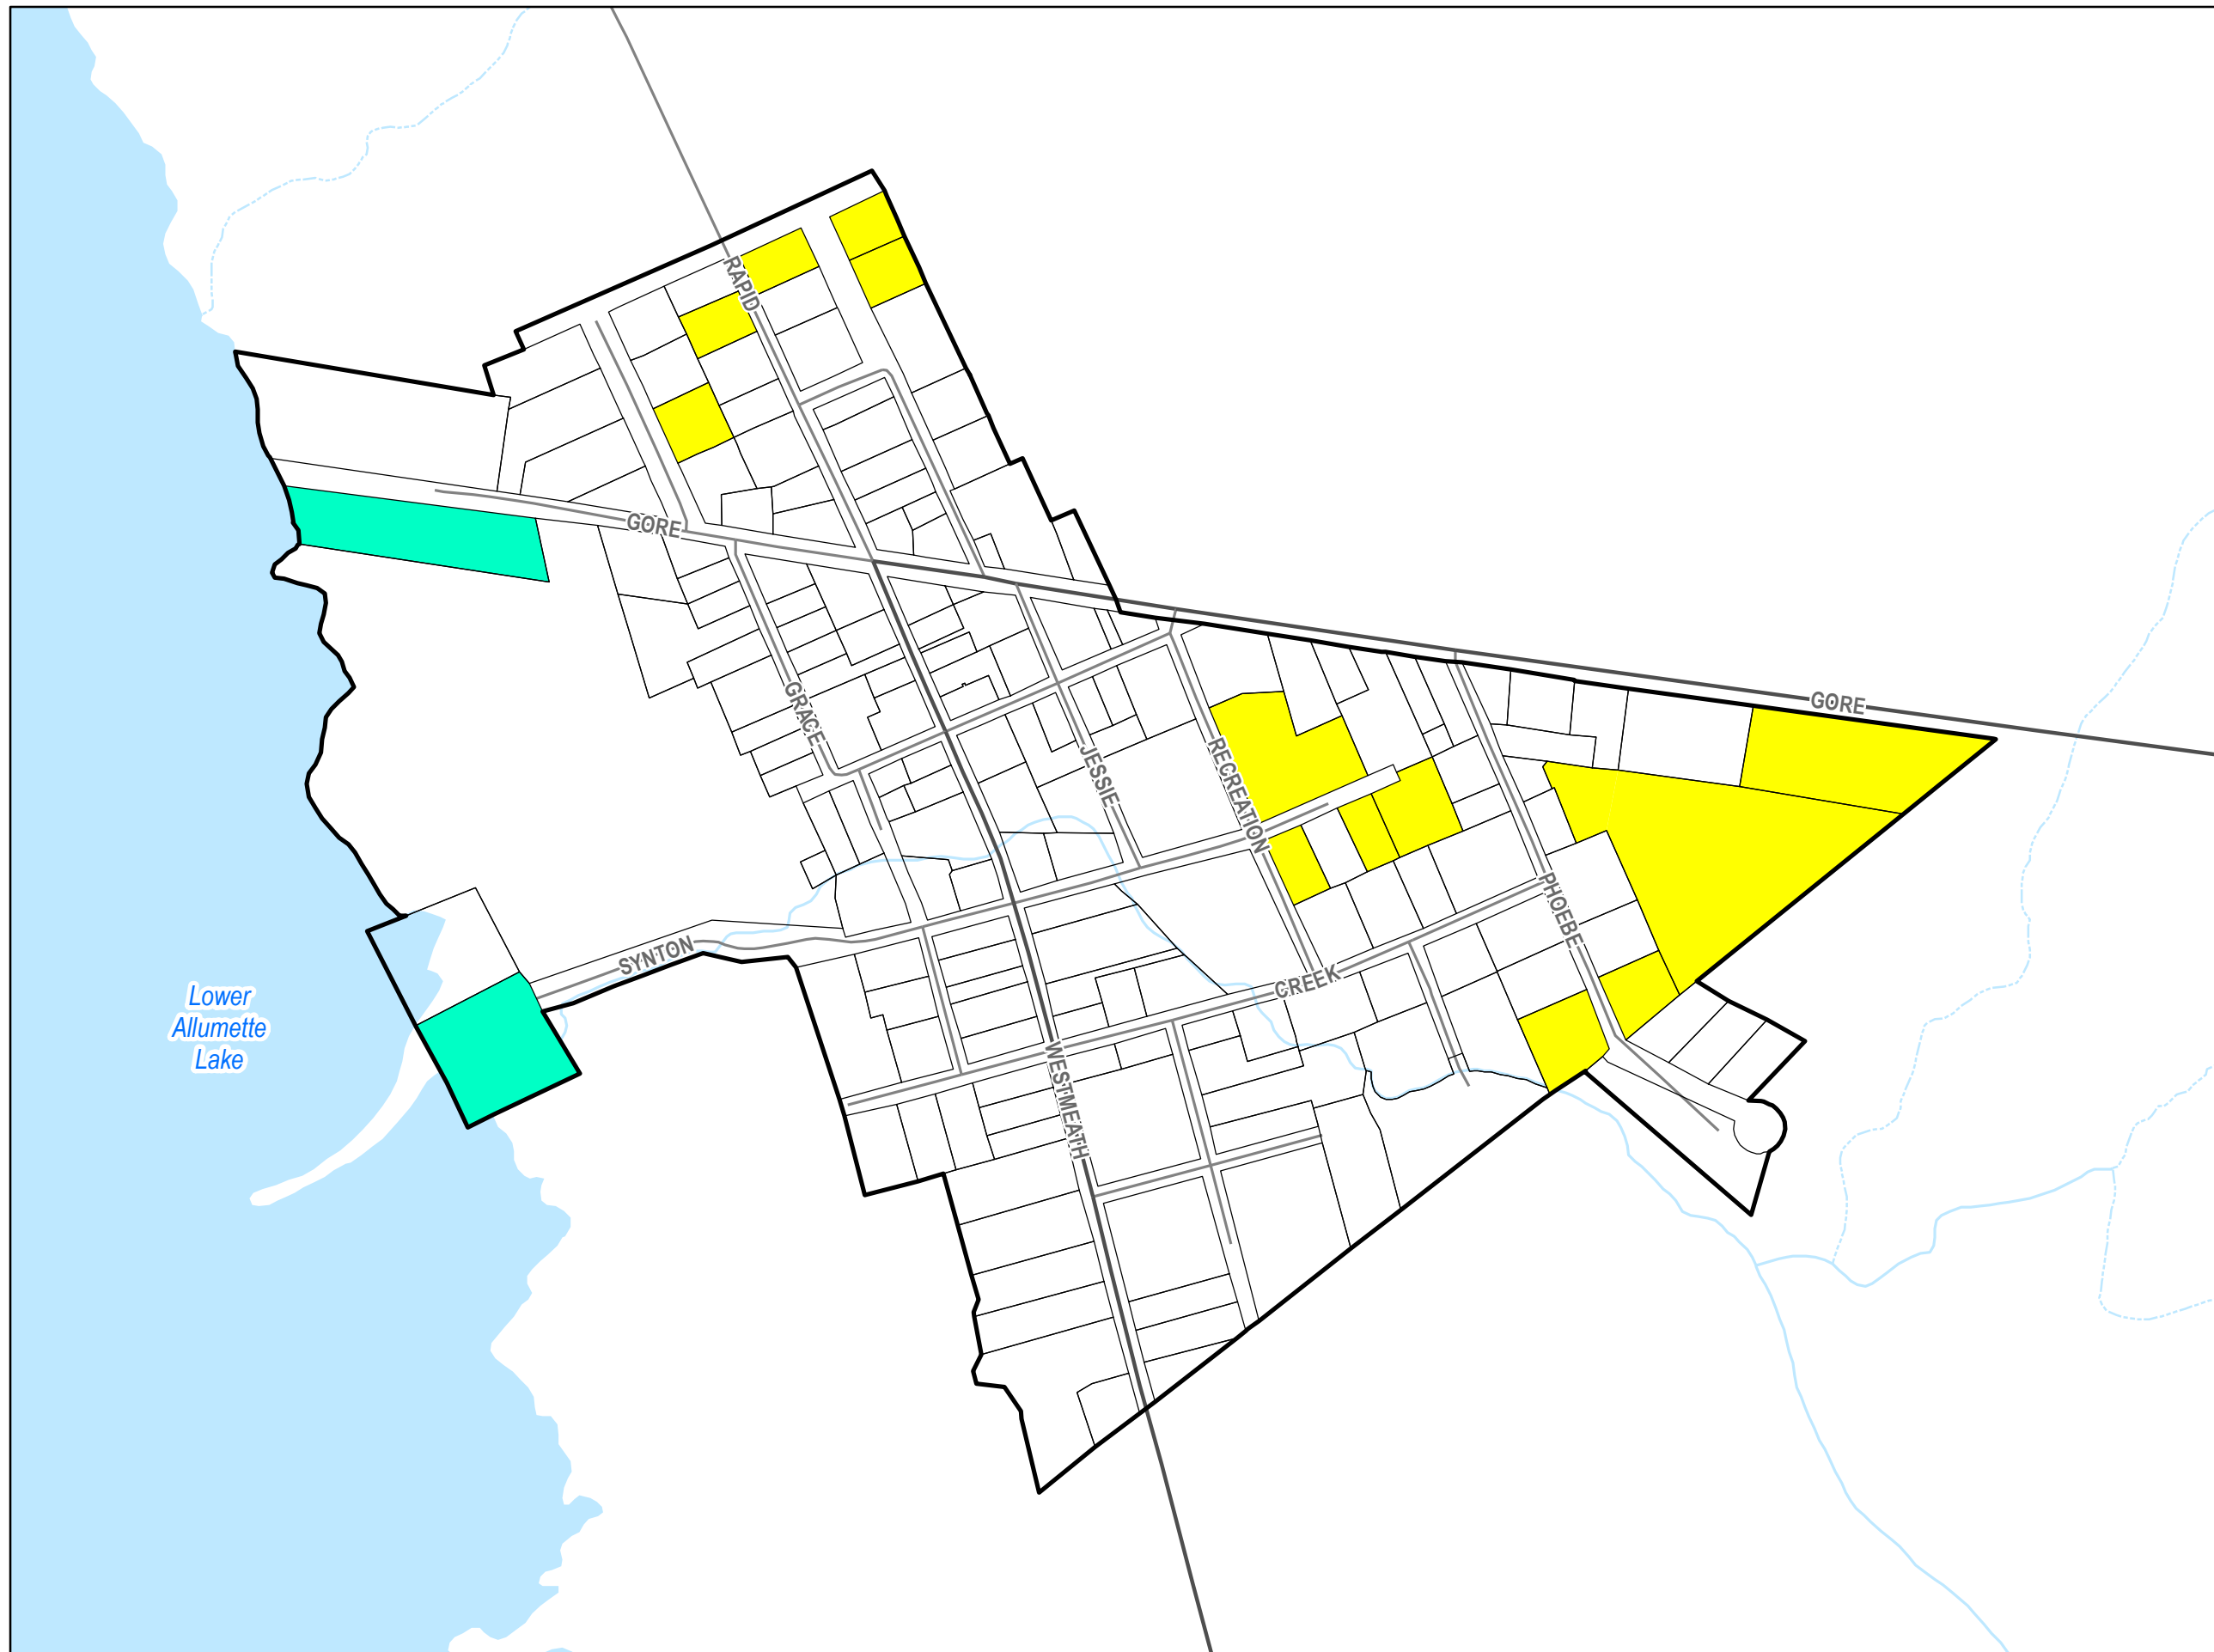 RAPID
GORE
GORE
GRACE
JESSIE
RECREATION
PHOEBE
SYNTON
CREEK
Lower
Allumette
Lake
WESTMEATH